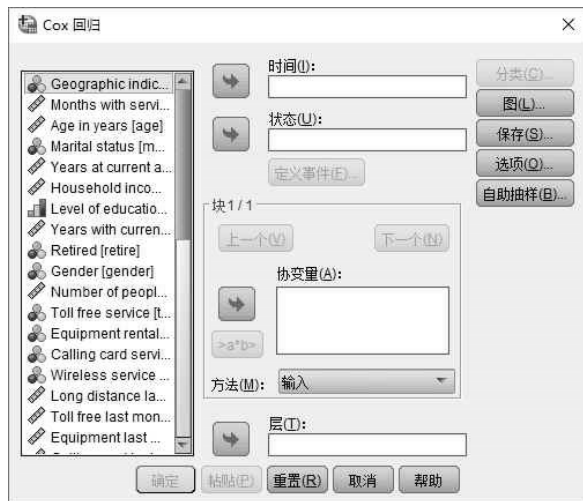 Cox 回归
Geographic indic...
Months with servi...
Age in years [age]
Marital status [m...
Years at current a...
Household inco...
Level of educatio...
Years with curren...
Retired [retire]
Gender [gender]
Number of peopl...
Toll free service [t...
Equipment rental...
Calling card servi...
Wireless service ...
Long distance la...
Toll free last mon...
Equipment last ...
时间(I):
状态(U):
定义事件(F)...
块1/1
上一个(V)
下一个(N)
协变量(A):
>a*b>
方法(M):
输入
层(T):
分类(C)...
图(L)...
保存(S)...
选项(O)...
自助抽样(B)...
确定
粘贴(P)
重置(R)
取消
帮助